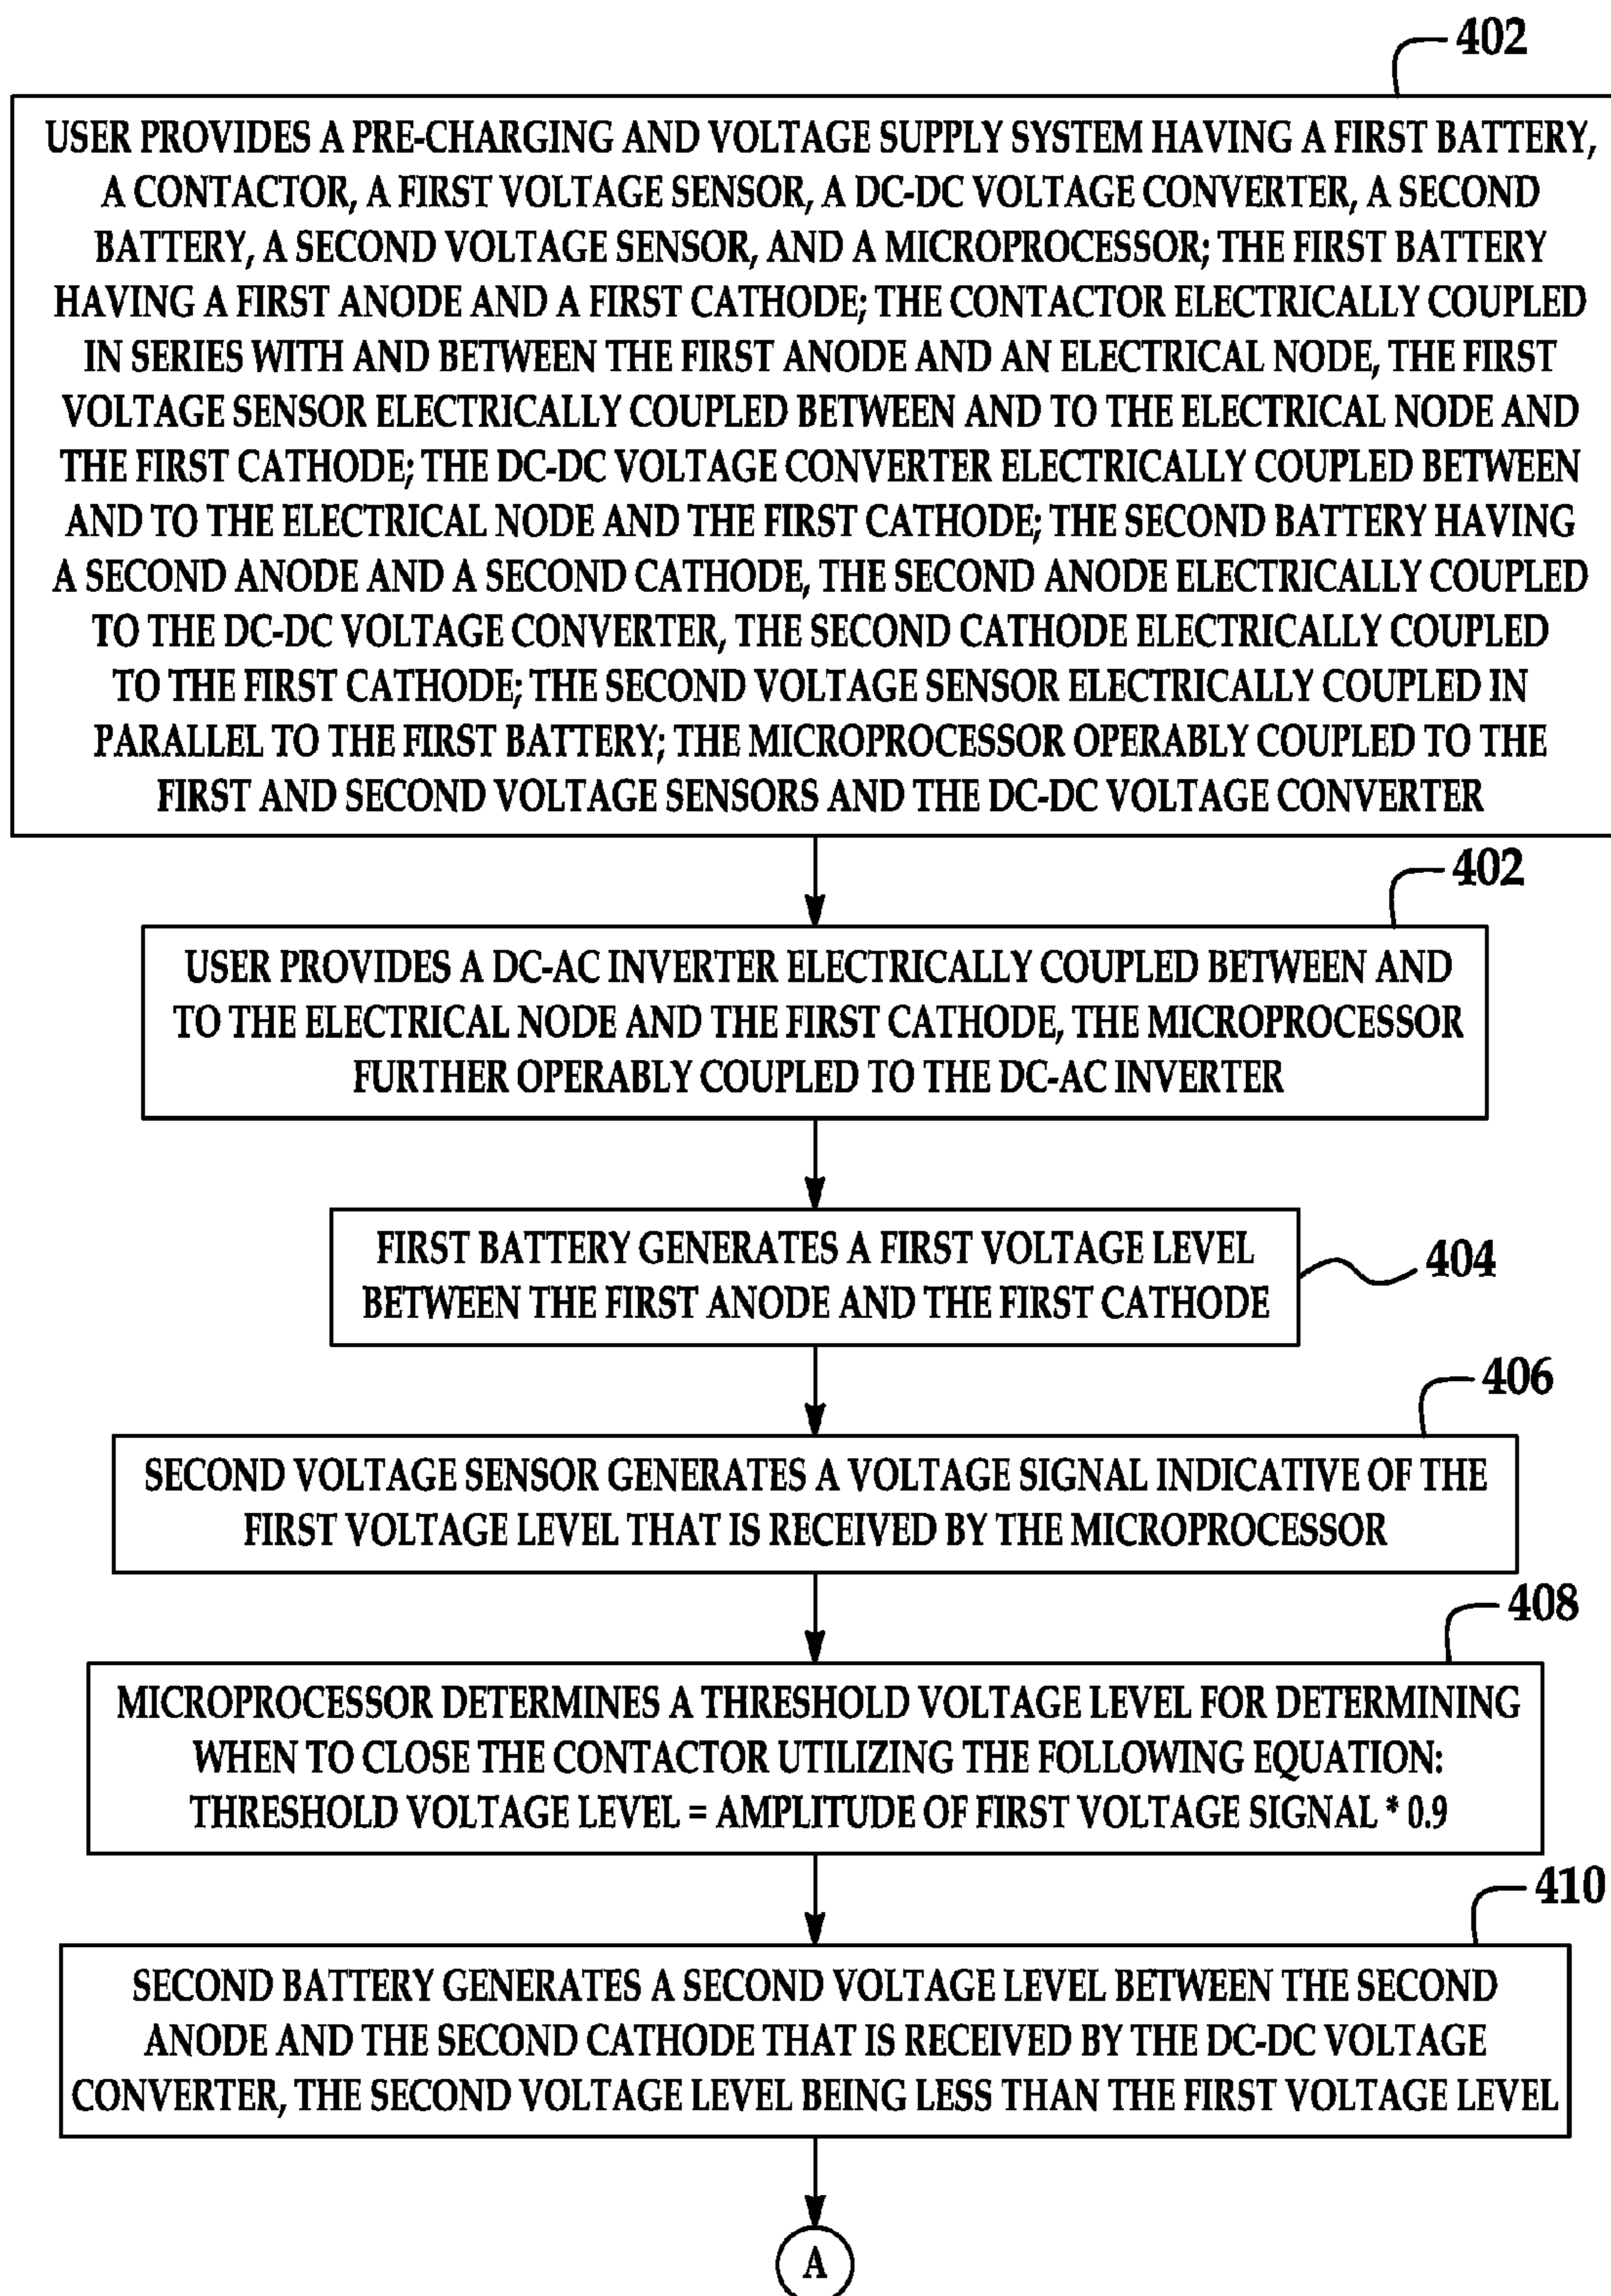 402
USER PROVIDES A PRE-CHARGING AND VOLTAGE SUPPLY SYSTEM HAVING A FIRST BATTERY,
A CONTACTOR, A FIRST VOLTAGE SENSOR, A DC-DC VOLTAGE CONVERTER, A SECOND
BATTERY, A SECOND VOLTAGE SENSOR, AND A MICROPROCESSOR; THE FIRST BATTERY
HAVING A FIRST ANODE AND A FIRST CATHODE; THE CONTACTOR ELECTRICALLY COUPLED
IN SERIES WITH AND BETWEEN THE FIRST ANODE AND AN ELECTRICAL NODE, THE FIRST
VOLTAGE SENSOR ELECTRICALLY COUPLED BETWEEN AND TO THE ELECTRICAL NODE AND
THE FIRST CATHODE; THE DC-DC VOLTAGE CONVERTER ELECTRICALLY COUPLED BETWEEN
AND TO THE ELECTRICAL NODE AND THE FIRST CATHODE; THE SECOND BATTERY HAVING
A SECOND ANODE AND A SECOND CATHODE, THE SECOND ANODE ELECTRICALLY COUPLED
TO THE DC-DC VOLTAGE CONVERTER, THE SECOND CATHODE ELECTRICALLY COUPLED
TO THE FIRST CATHODE; THE SECOND VOLTAGE SENSOR ELECTRICALLY COUPLED IN
PARALLEL TO THE FIRST BATTERY; THE MICROPROCESSOR OPERABLY COUPLED TO THE
FIRST AND SECOND VOLTAGE SENSORS AND THE DC-DC VOLTAGE CONVERTER
402
USER PROVIDES A DC-AC INVERTER ELECTRICALLY COUPLED BETWEEN AND
TO THE ELECTRICAL NODE AND THE FIRST CATHODE, THE MICROPROCESSOR
FURTHER OPERABLY COUPLED TO THE DC-AC INVERTER
FIRST BATTERY GENERATES A FIRST VOLTAGE LEVEL
BETWEEN THE FIRST ANODE AND THE FIRST CATHODE
404
406
SECOND VOLTAGE SENSOR GENERATES A VOLTAGE SIGNAL INDICATIVE OF THE
FIRST VOLTAGE LEVEL THAT IS RECEIVED BY THE MICROPROCESSOR
408
MICROPROCESSOR DETERMINES A THRESHOLD VOLTAGE LEVEL FOR DETERMINING
WHEN TO CLOSE THE CONTACTOR UTILIZING THE FOLLOWING EQUATION:
THRESHOLD VOLTAGE LEVEL = AMPLITUDE OF FIRST VOLTAGE SIGNAL * 0.9
410
SECOND BATTERY GENERATES A SECOND VOLTAGE LEVEL BETWEEN THE SECOND
ANODE AND THE SECOND CATHODE THAT IS RECEIVED BY THE DC-DC VOLTAGE
CONVERTER, THE SECOND VOLTAGE LEVEL BEING LESS THAN THE FIRST VOLTAGE LEVEL
A